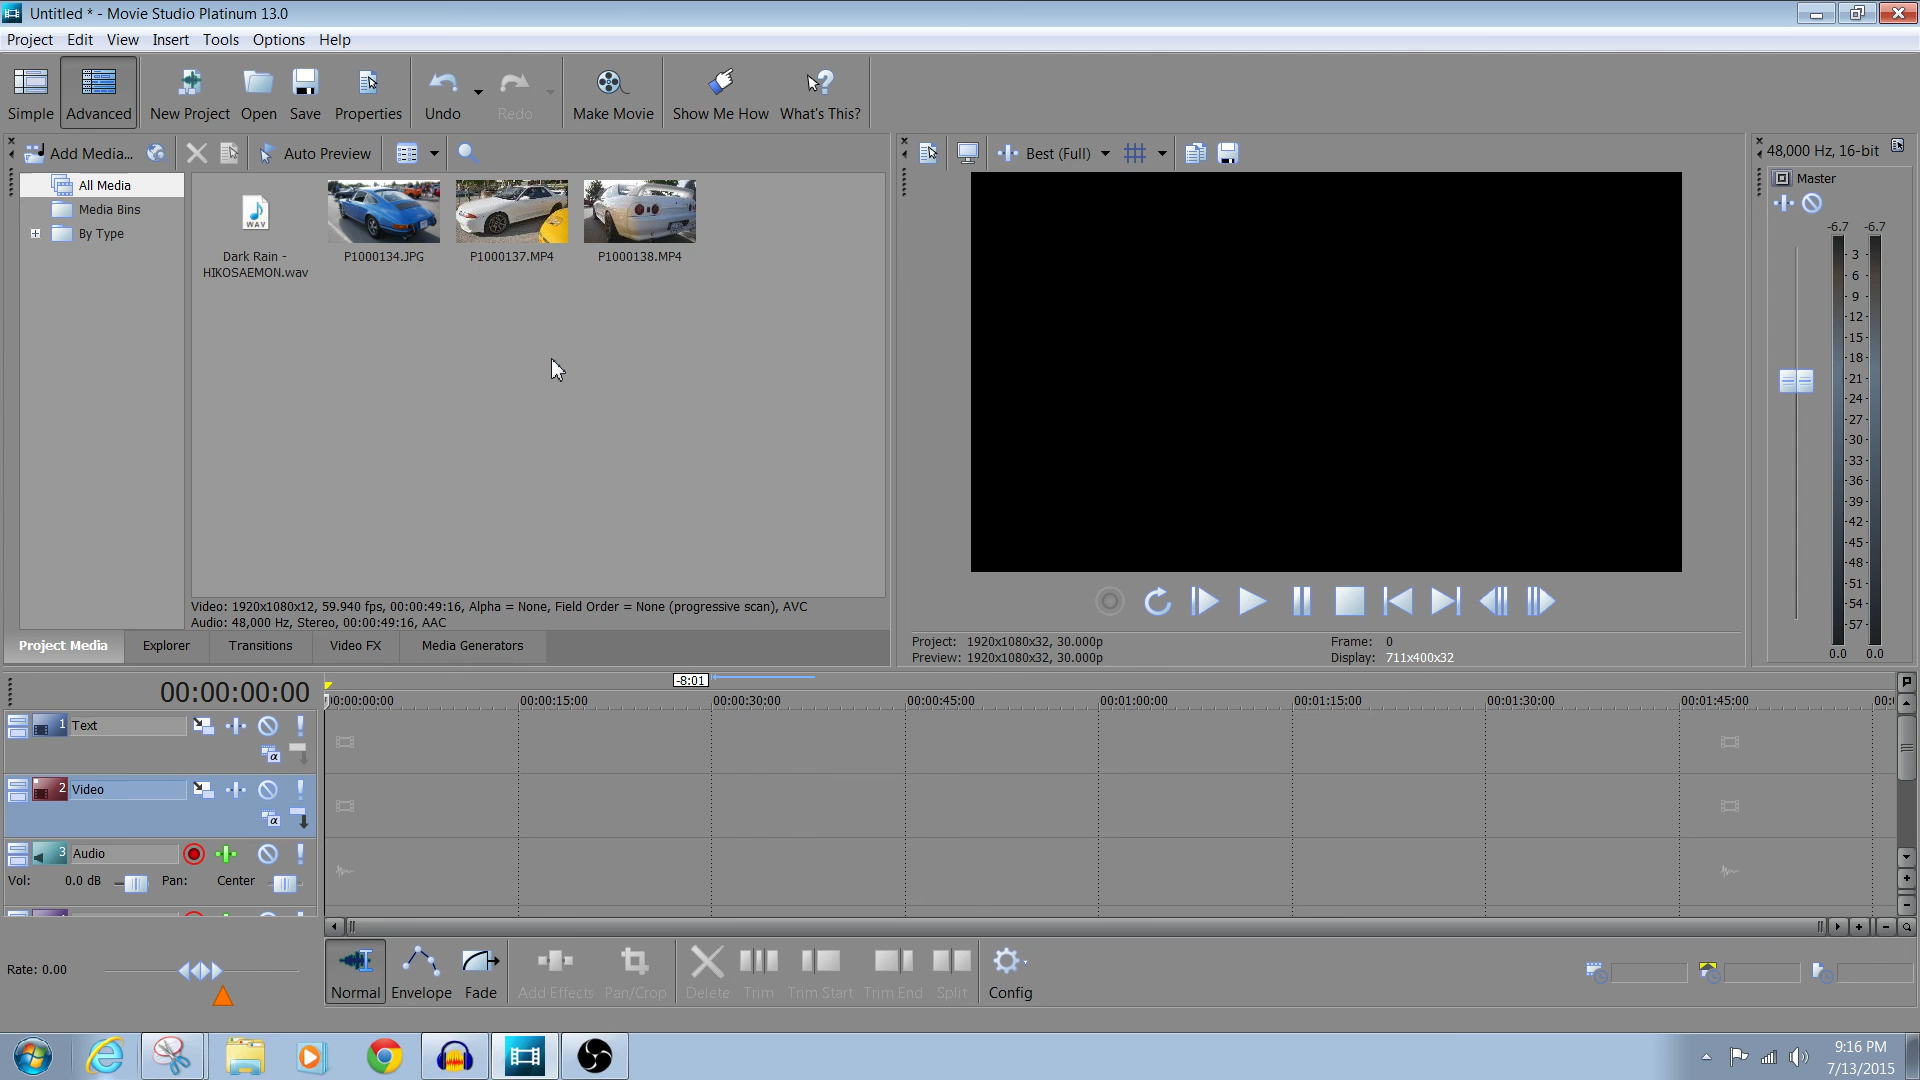 Untitled * - Movie Studio Platinum 13.0
Project Edit View Insert Tools Options Help
Simple Advanced New Project Open Save Properties Undo Redo Make Movie Show Me How What's This?
Add Media... Auto Preview
All Media
Media Bins
By Type
WAV
Dark Rain -
HIKOSAEMON.wav
P1000134.JPG
P1000137.MP4
P1000138.MP4
Video: 1920x1080x12, 59.940 fps, 00:00:49:16, Alpha = None, Field Order = None (progressive scan), AVC
Audio: 48,000 Hz, Stereo, 00:00:49:16, AAC
Project Media Explorer Transitions Video FX Media Generators
Best (Full)
Project: 1920x1080x32, 30.000p
Preview: 1920x1080x32, 30.000p
Frame: 0
Display: 711x400x32
48,000 Hz, 16-bit
Master
-6.7 -6.7
3
6
9
12
15
18
21
24
27
30
33
36
39
42
45
48
51
54
57
0.0 0.0
00:00:00:00
-8:01
00:00:00:00 00:00:15:00 00:00:30:00 00:00:45:00 00:01:00:00 00:01:15:00 00:01:30:00 00:01:45:00
1 Text
2 Video
3 Audio
Vol: 0.0 dB Pan: Center
Rate: 0.00
Normal Envelope Fade Add Effects Pan/Crop Delete Trim Trim Start Trim End Split Config
9:16 PM
7/13/2015